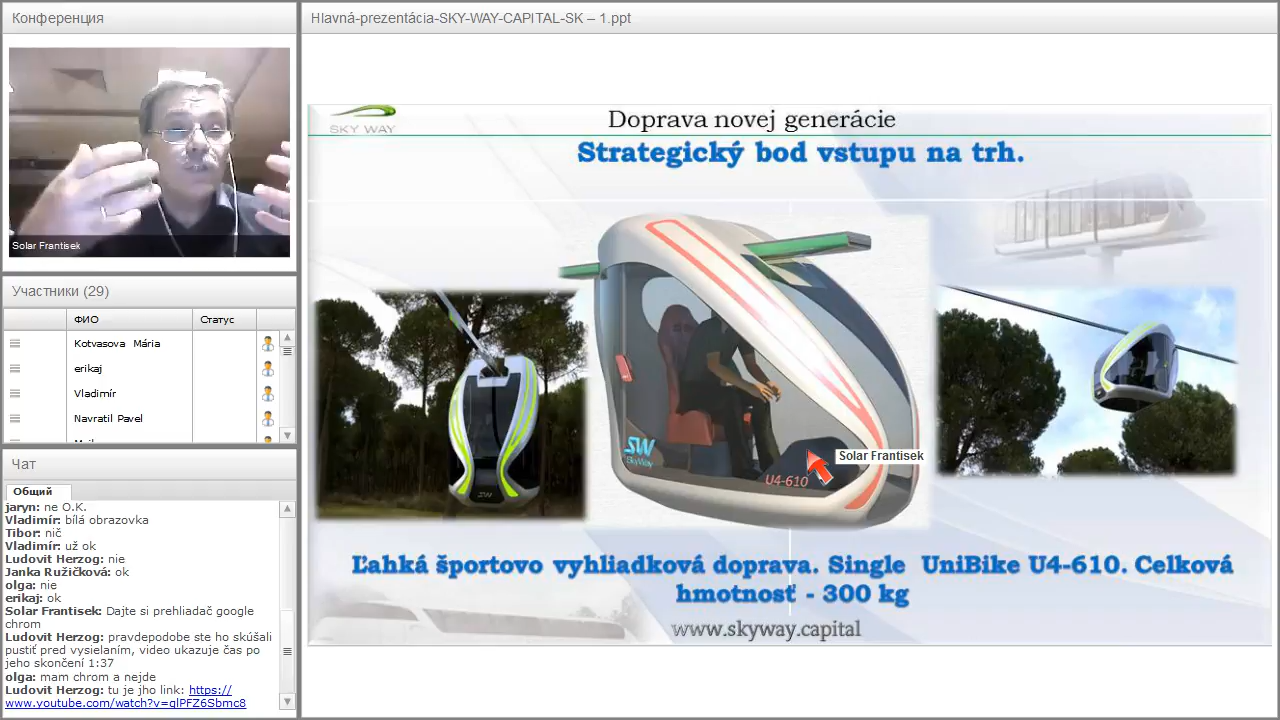 Конференция
Solar Frantisek
Участники (29)
ФИО
Статус
Kotvasova Mária
erikaj
Vladimír
Navratil Pavel
Чат
Общий
jaryn: ne O.K.
Vladimír: bílá obrazovka
Tibor: nič
Vladimír: už ok
Ludovit Herzog: nie
Janka Ružičková: ok
olga: nie
erikaj: ok
Solar Frantisek: Dajte si prehliadač google
chrom
Ludovit Herzog: pravdepodobe ste ho skúšali
pustiť pred vysielaním, video ukazuje čas po
jeho skončení 1:37
olga: mam chrom a nejde
Ludovit Herzog: tu je jho link: https://
www.youtube.com/watch?v=qlPFZ6Sbmc8
Hlavná-prezentácia-SKY-WAY-CAPITAL-SK – 1.ppt
SKY WAY
Doprava novej generácie
Strategický bod vstupu na trh.
SW
SkyWay
U4-610
Solar Frantisek
Ľahká športovo vyhliadková doprava. Single UniBike U4-610. Celková
hmotnosť - 300 kg
www.skyway.capital